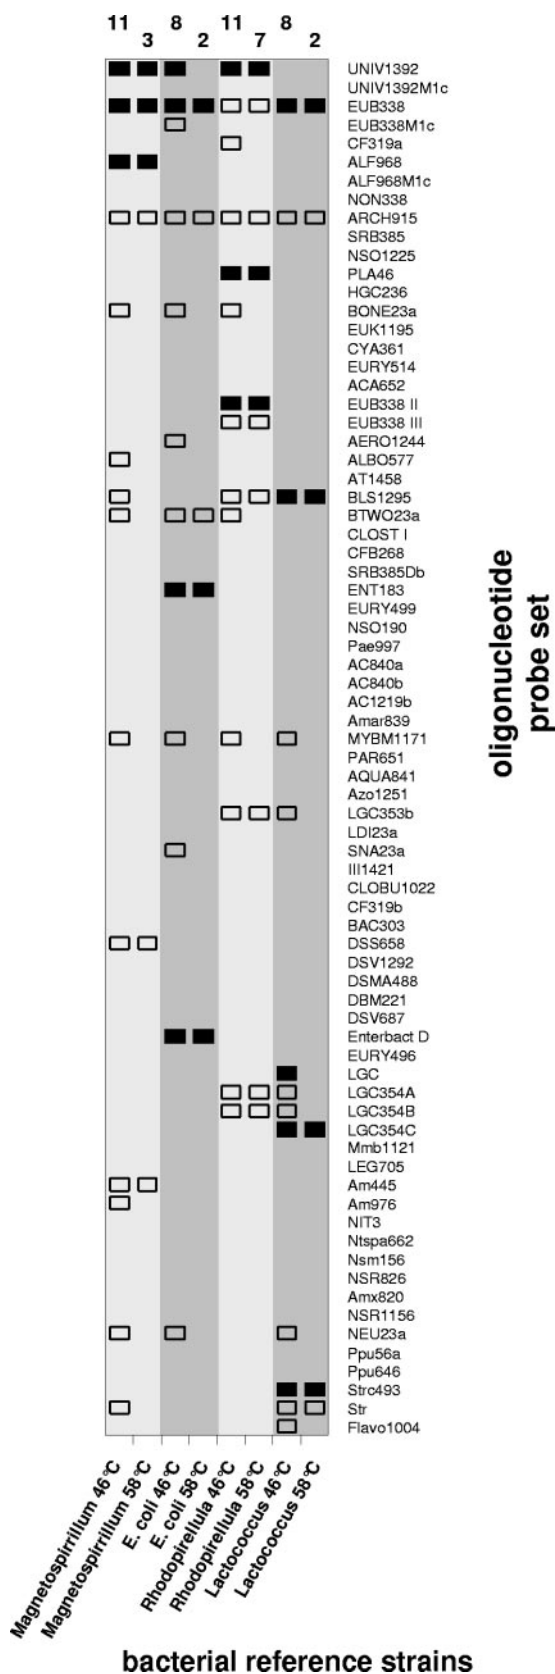 11 8 11 8
3 2 7 2
UNIV1392
UNIV1392M1c
EUB338
EUB338M1c
CF319a
ALF968
ALF968M1c
NON338
ARCH915
SRB385
NSO1225
PLA46
HGC236
BONE23a
EUK1195
CYA361
EURY514
ACA652
EUB338 II
EUB338 III
AERO1244
ALBO577
AT1458
BLS1295
BTWO23a
CLOST I
CFB268
SRB385Db
ENT183
EURY499
NSO190
Pae997
AC840a
AC840b
AC1219b
Amar839
MYBM1171
PAR651
AQUA841
Azo1251
LGC353b
LDI23a
SNA23a
III1421
CLOBU1022
CF319b
BAC303
DSS658
DSV1292
DSMA488
DBM221
DSV687
Enterbact D
EURY496
LGC
LGC354A
LGC354B
LGC354C
Mmb1121
LEG705
Am445
Am976
NIT3
Ntspa662
Nsm156
NSR826
Amx820
NSR1156
NEU23a
Ppu56a
Ppu646
Strc493
Str
Flavo1004
oligonucleotide
probe set
Magnetospirrillum 46°C
Magnetospirrillum 58°C
E. coli 46°C
E. coli 58°C
Rhodopirellula 46°C
Rhodopirellula 58°C
Lactococcus 46°C
Lactococcus 58°C
bacterial reference strains